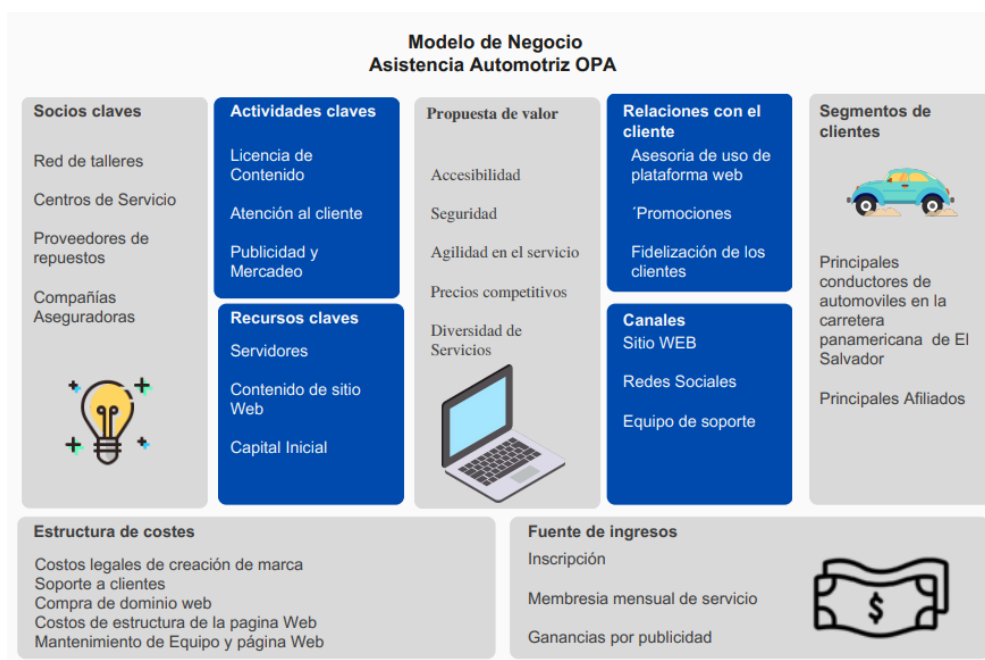 Modelo de Negocio
Asistencia Automotriz OPA
Socios claves
Red de talleres
Centros de Servicio
Proveedores de
repuestos
Compañías
Aseguradoras
Actividades claves
Licencia de
Contenido
Atención al cliente
Publicidad y
Mercadeo
Recursos claves
Servidores
Contenido de sitio
Web
Capital Inicial
Propuesta de valor
Accesibilidad
Seguridad
Agilidad en el servicio
Precios competitivos
Diversidad de
Servicios
Relaciones con el
cliente
Asesoria de uso de
plataforma web
´Promociones
Fidelización de los
clientes
Canales
Sitio WEB
Redes Sociales
Equipo de soporte
Segmentos de
clientes
Principales
conductores de
automoviles en la
carretera
panamericana de El
Salvador
Principales Afiliados
Estructura de costes
Costos legales de creación de marca
Soporte a clientes
Compra de dominio web
Costos de estructura de la pagina Web
Mantenimiento de Equipo y página Web
Fuente de ingresos
Inscripción
Membresia mensual de servicio
Ganancias por publicidad
$